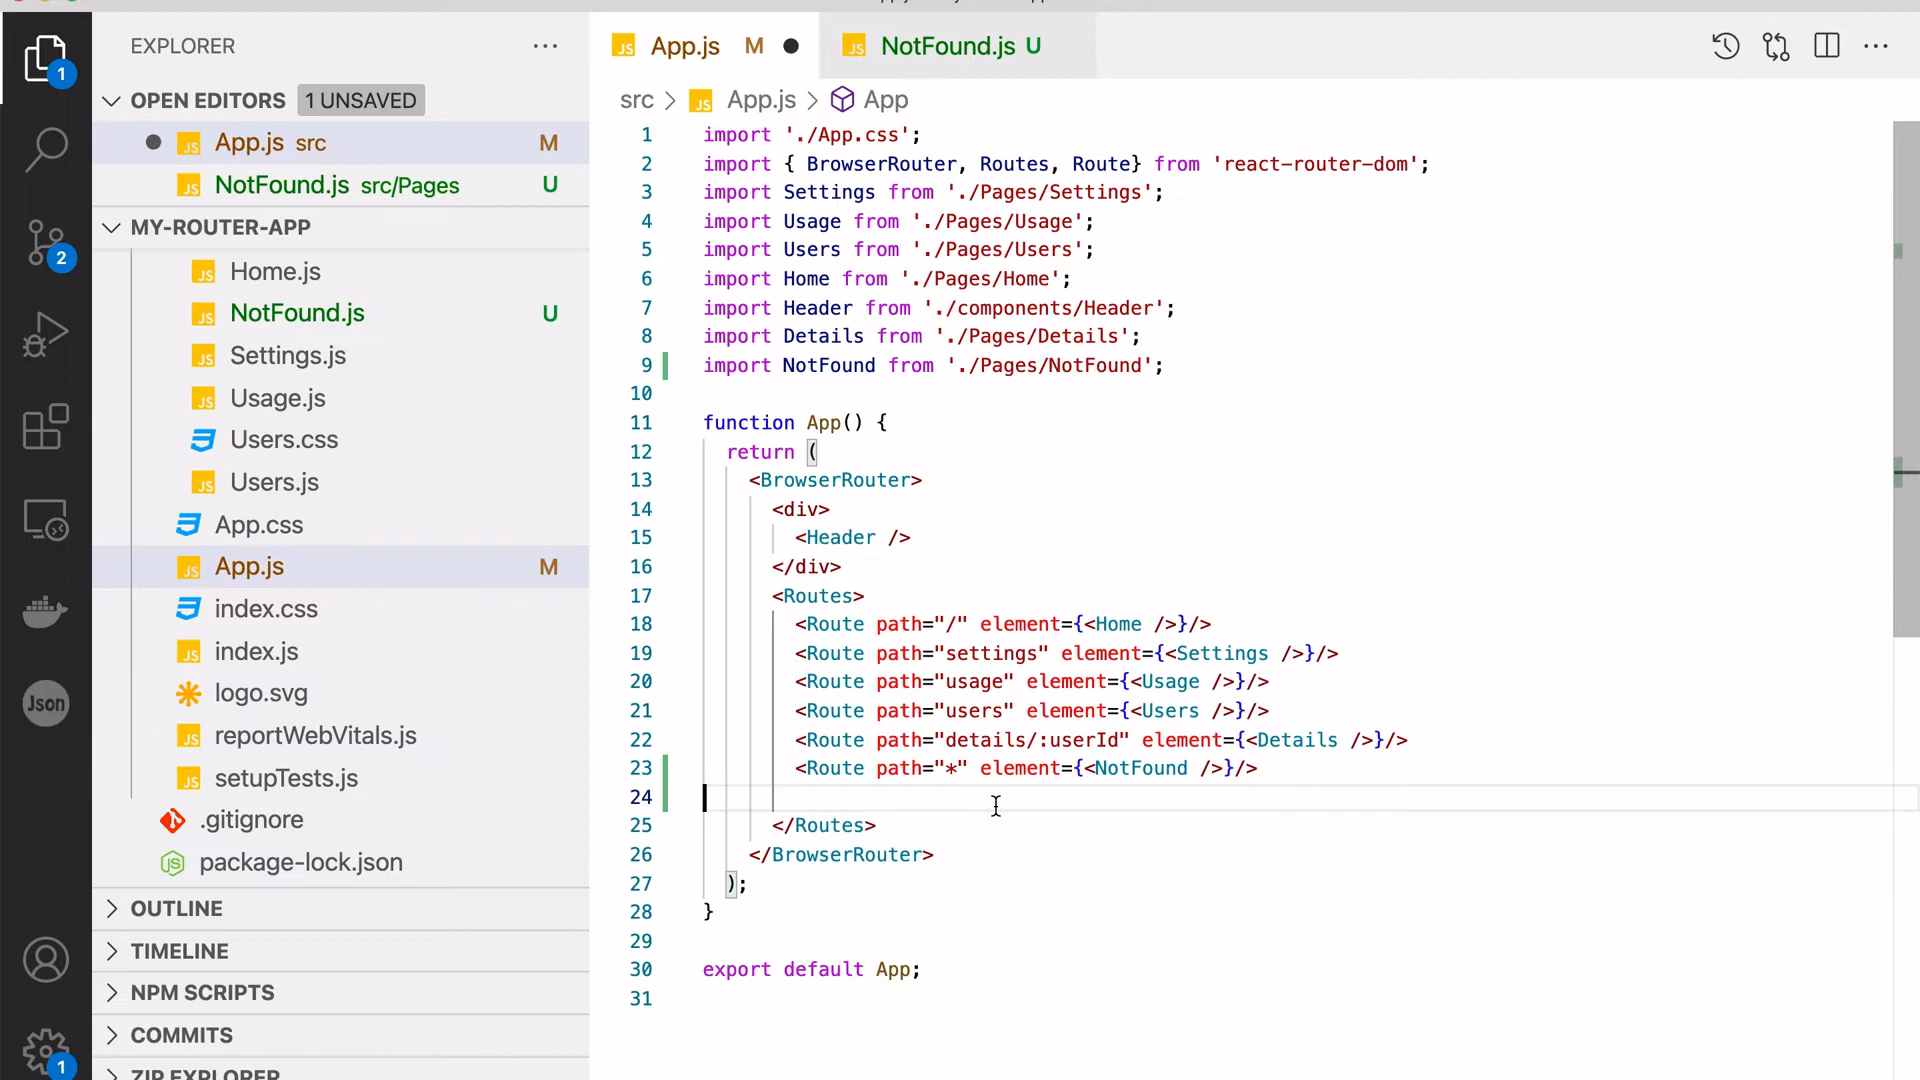 EXPLORER
OPEN EDITORS 1 UNSAVED
App.js src M
NotFound.js src/Pages U
MY-ROUTER-APP
Home.js
NotFound.js U
Settings.js
Usage.js
Users.css
Users.js
App.css
App.js M
index.css
index.js
logo.svg
reportWebVitals.js
setupTests.js
.gitignore
package-lock.json
OUTLINE
TIMELINE
NPM SCRIPTS
COMMITS
ZIP EXPLORER
1
2
Json
1
App.js M
NotFound.js U
src > App.js > App
1 import './App.css';
2 import { BrowserRouter, Routes, Route} from 'react-router-dom';
3 import Settings from './Pages/Settings';
4 import Usage from './Pages/Usage';
5 import Users from './Pages/Users';
6 import Home from './Pages/Home';
7 import Header from './components/Header';
8 import Details from './Pages/Details';
9 import NotFound from './Pages/NotFound';
10
11 function App() {
12 return (
13 <BrowserRouter>
14 <div>
15 <Header />
16 </div>
17 <Routes>
18 <Route path="/" element={<Home />}/>
19 <Route path="settings" element={<Settings />}/>
20 <Route path="usage" element={<Usage />}/>
21 <Route path="users" element={<Users />}/>
22 <Route path="details/:userId" element={<Details />}/>
23 <Route path="*" element={<NotFound />}/>
24
25 </Routes>
26 </BrowserRouter>
27 );
28 }
29
30 export default App;
31